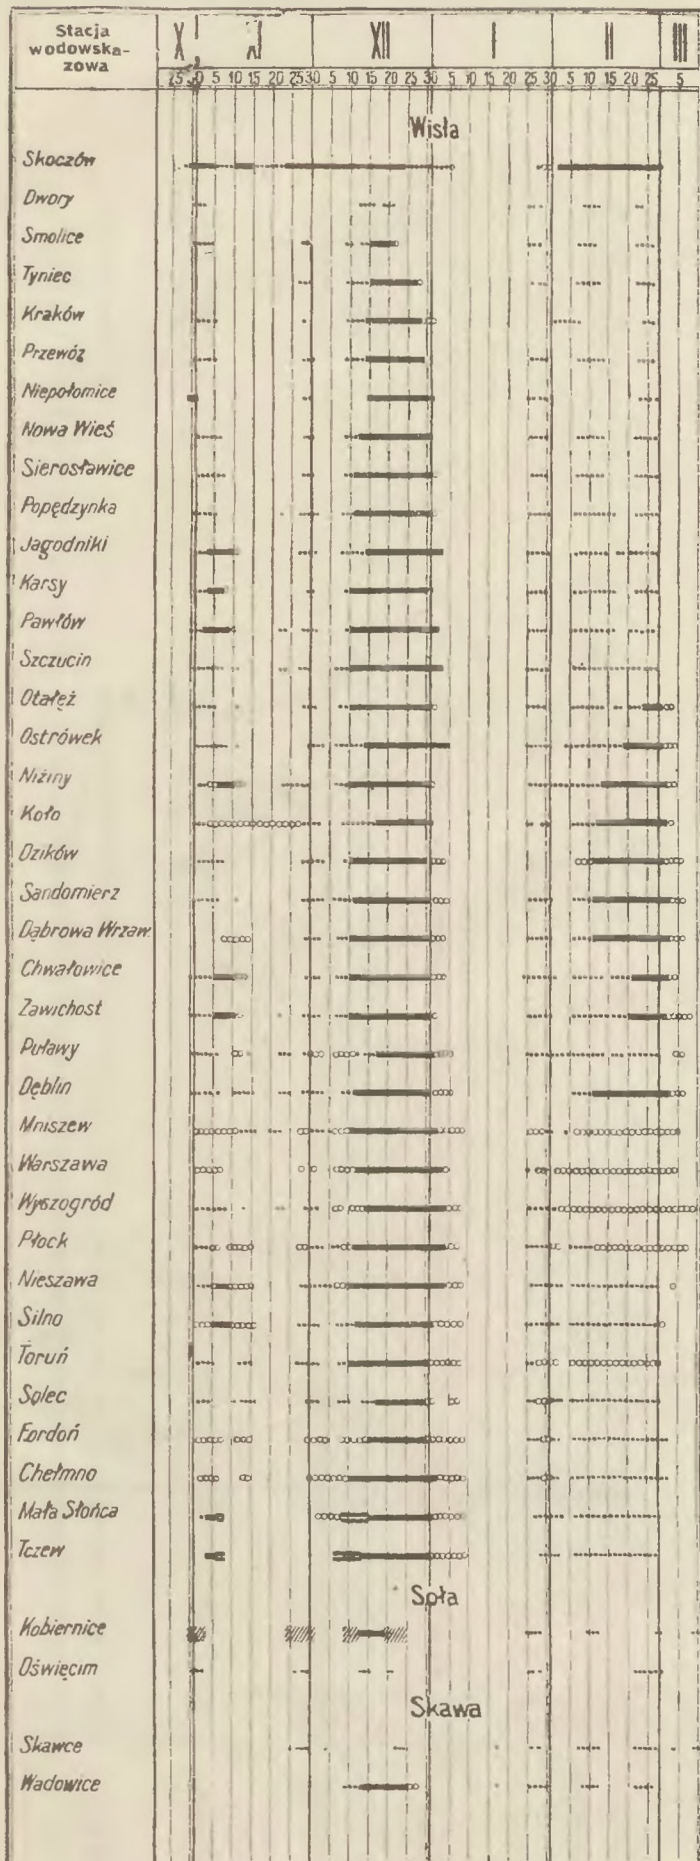 Stacja
wodowska-
zowa
X XI XII I II III
25 30 5 10 15 20 25 30 5 10 15 20 25 30 5 10 15 20 25 30 5 10 15 20 25 5
Wisła
Skoczów
Dwory
Smolice
Tyniec
Kraków
Przewóz
Niepołomice
Nowa Wieś
Sierosławice
Popędzynka
Jagodniki
Karsy
Pawłów
Szczucin
Otałęż
Ostrówek
Niziny
Koło
Dzików
Sandomierz
Dąbrowa Wrzaw.
Chwałowice
Zawichost
Puławy
Dęblin
Mniszew
Warszawa
Wyszogród
Płock
Nieszawa
Silno
Toruń
Solec
Fordoń
Chełmno
Mała Słońca
Tczew
Soła
Kobiernice
Oświęcim
Skawa
Skawce
Wadowice